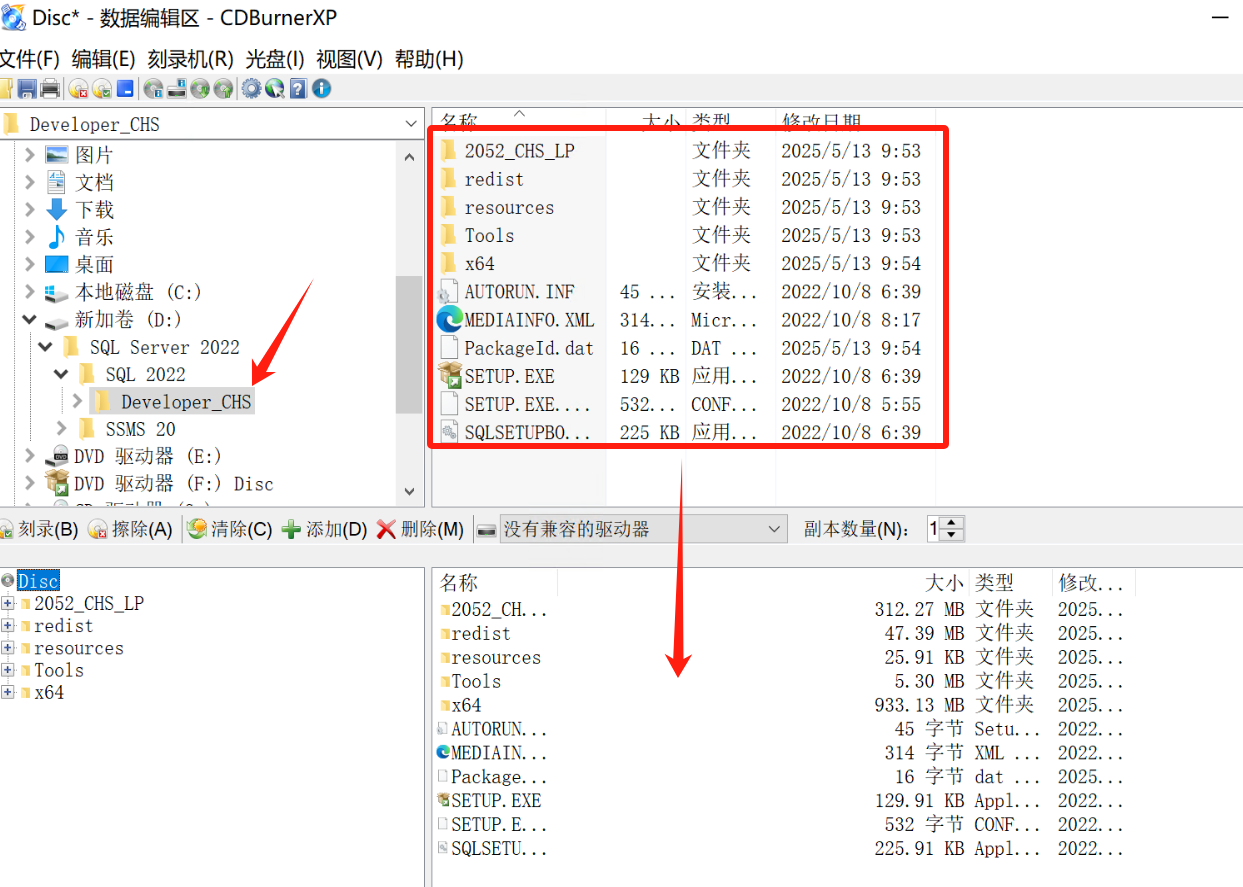 Disc* - 数据编辑区 - CDBurnerXP
文件(F) 编辑(E) 刻录机(R) 光盘(I) 视图(V) 帮助(H)
Developer_CHS
图片
文档
下载
音乐
桌面
本地磁盘 (C:)
新加卷 (D:)
SQL Server 2022
SQL 2022
Developer_CHS
SSMS 20
DVD 驱动器 (E:)
DVD 驱动器 (F:) Disc
名称 大小 类型 修改日期
2052_CHS_LP 文件夹 2025/5/13 9:53
redist 文件夹 2025/5/13 9:53
resources 文件夹 2025/5/13 9:53
Tools 文件夹 2025/5/13 9:53
x64 文件夹 2025/5/13 9:54
AUTORUN.INF 45 ... 安装... 2022/10/8 6:39
MEDIAINFO.XML 314... Micr... 2022/10/8 8:17
PackageId.dat 16 ... DAT ... 2025/5/13 9:54
SETUP.EXE 129 KB 应用... 2022/10/8 6:39
SETUP.EXE.... 532... CONF... 2022/10/8 5:55
SQLSETUPBO... 225 KB 应用... 2022/10/8 6:39
刻录(B) 擦除(A) 清除(C) 添加(D) 删除(M) 没有兼容的驱动器 副本数量(N): 1
Disc
2052_CHS_LP
redist
resources
Tools
x64
名称 大小 类型 修改...
2052_CH... 312.27 MB 文件夹 2025...
redist 47.39 MB 文件夹 2025...
resources 25.91 KB 文件夹 2025...
Tools 5.30 MB 文件夹 2025...
x64 933.13 MB 文件夹 2025...
AUTORUN... 45 字节 Setu... 2022...
MEDIAIN... 314 字节 XML ... 2022...
Package... 16 字节 dat ... 2025...
SETUP.EXE 129.91 KB Appl... 2022...
SETUP.E... 532 字节 CONF... 2022...
SQLSETU... 225.91 KB Appl... 2022...